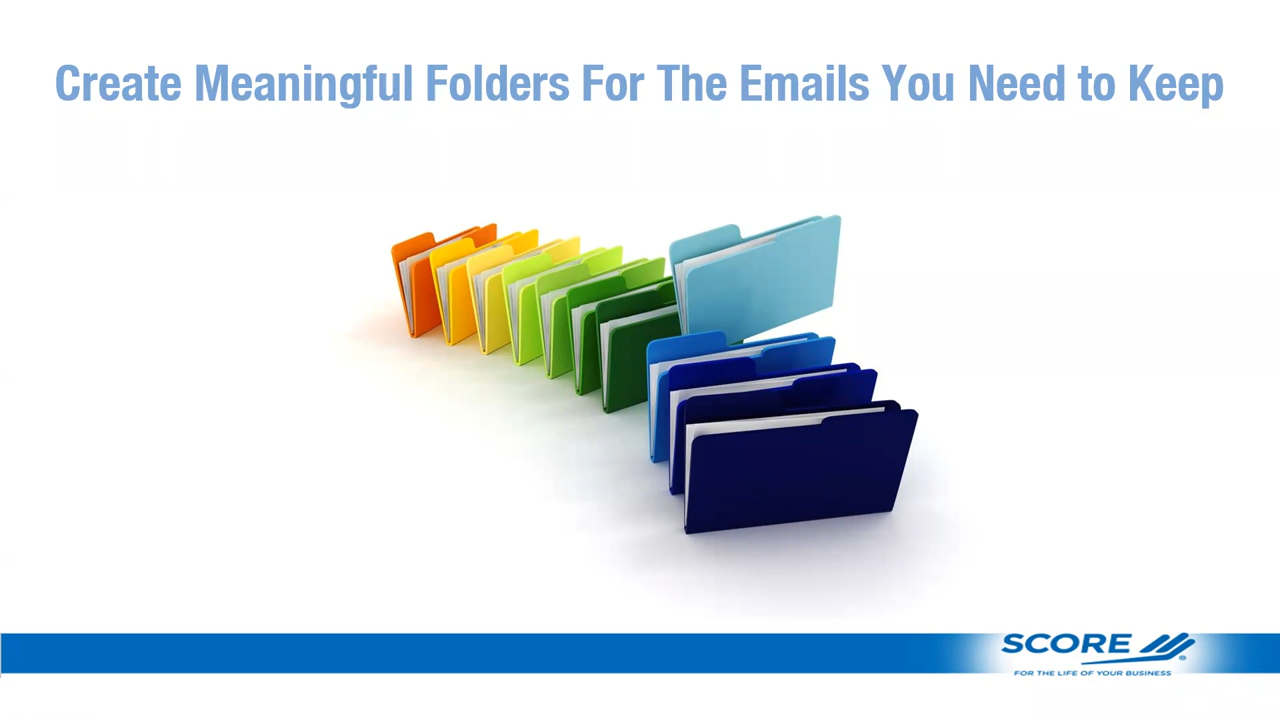 Create Meaningful Folders For The Emails You Need to Keep
SCORE
®
FOR THE LIFE OF YOUR BUSINESS